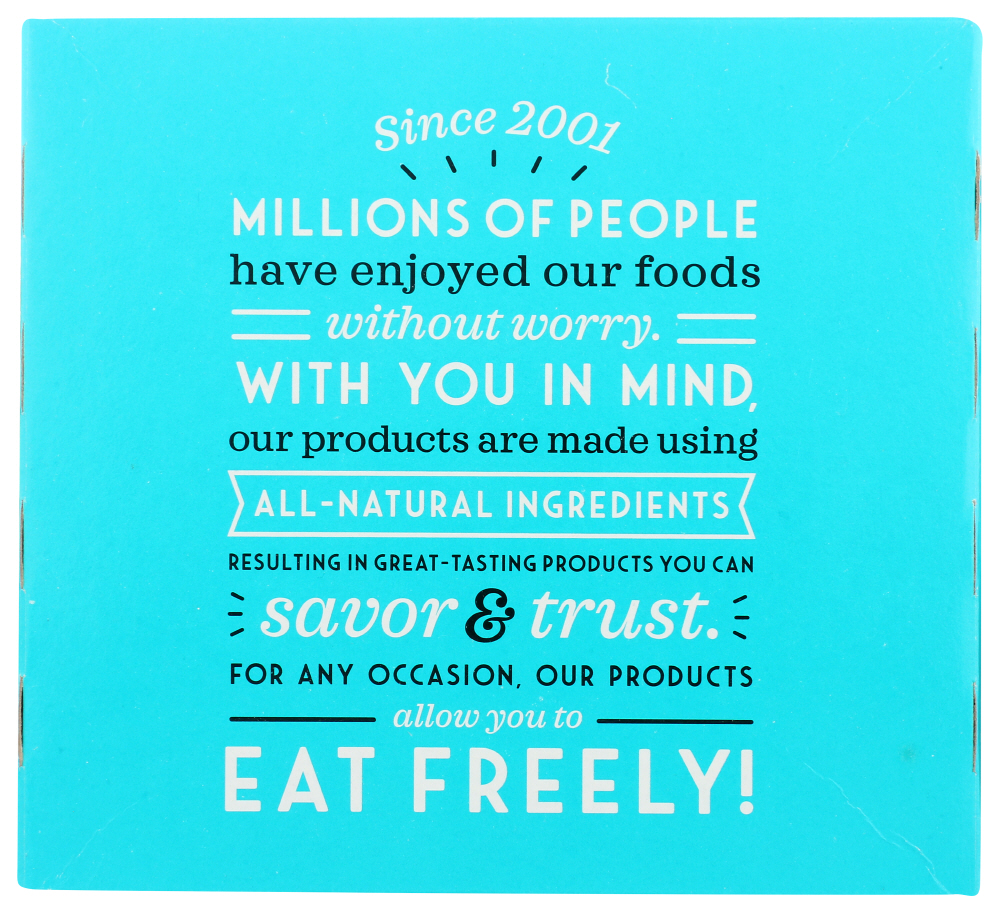 Since 2001
MILLIONS OF PEOPLE
have enjoyed our foods
without worry.
WITH YOU IN MIND,
our products are made using
ALL-NATURAL INGREDIENTS
RESULTING IN GREAT-TASTING PRODUCTS YOU CAN
savor & trust.
FOR ANY OCCASION, OUR PRODUCTS
allow you to
EAT FREELY!